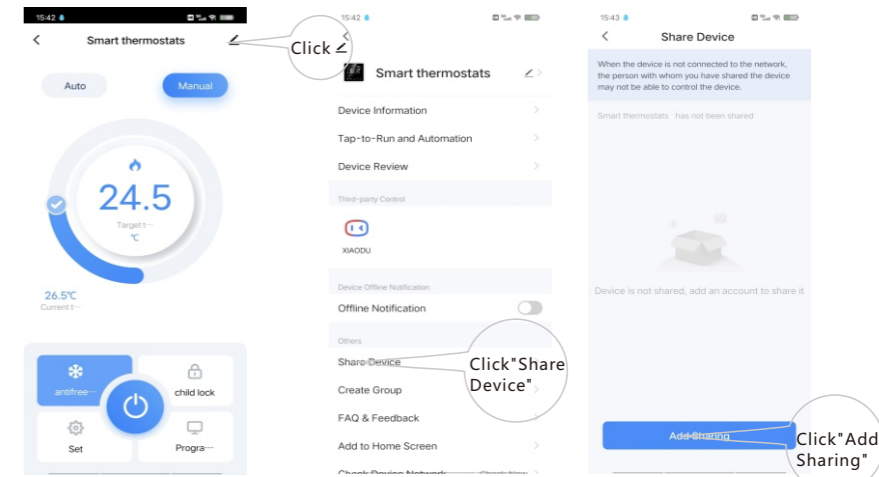 15:42
Smart thermostats
Click
Auto
Manual
24.5
Target t...
℃
26.5℃
Current t...
antifree...
child lock
Set
Progra...
15:42
Smart thermostats
Device Information
Tap-to-Run and Automation
Device Review
Third-party Control
XIAODU
Device Offline Notification
Offline Notification
Others
Share Device
Click"Share
Device"
Create Group
FAQ & Feedback
Add to Home Screen
Check Device Network
Check Now
15:43
Share Device
When the device is not connected to the network,
the person with whom you have shared the device
may not be able to control the device.
Smart thermostats has not been shared
Device is not shared, add an account to share it
Add Sharing
Click"Add
Sharing"